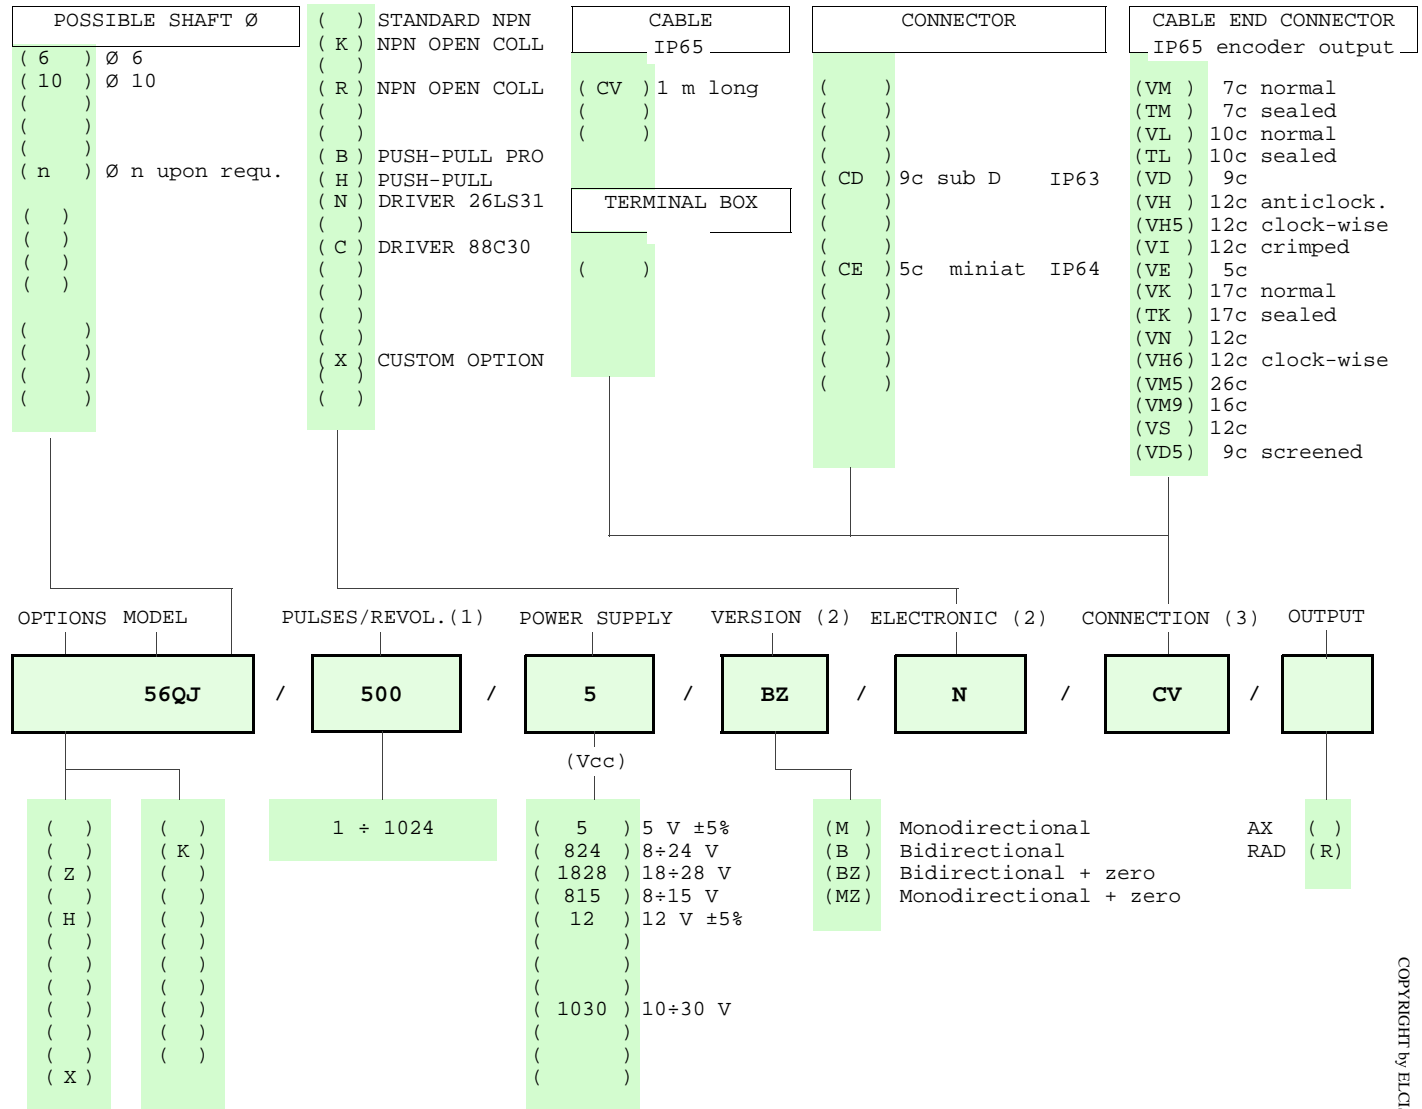 POSSIBLE SHAFT Ø
( 6 ) Ø 6
( 10 ) Ø 10
( )
( )
( )
( n ) Ø n upon requ.
( )
( )
( )
( )
( )
( )
( )
( )
( ) STANDARD NPN
( K ) NPN OPEN COLL
( )
( R ) NPN OPEN COLL
( )
( )
( B ) PUSH-PULL PRO
( H ) PUSH-PULL
( N ) DRIVER 26LS31
( )
( C ) DRIVER 88C30
( )
( )
( )
( )
( X ) CUSTOM OPTION
( )
( )
CABLE
IP65
( CV ) 1 m long
( )
( )
TERMINAL BOX
( )
CONNECTOR
( )
( )
( )
( )
( CD ) 9c sub D IP63
( )
( )
( )
( CE ) 5c miniat IP64
( )
( )
( )
( )
( )
CABLE END CONNECTOR
IP65 encoder output
(VM ) 7c normal
(TM ) 7c sealed
(VL ) 10c normal
(TL ) 10c sealed
(VD ) 9c
(VH ) 12c anticlock.
(VH5) 12c clock-wise
(VI ) 12c crimped
(VE ) 5c
(VK ) 17c normal
(TK ) 17c sealed
(VN ) 12c
(VH6) 12c clock-wise
(VM5) 26c
(VM9) 16c
(VS ) 12c
(VD5) 9c screened
OPTIONS MODEL PULSES/REVOL.(1) POWER SUPPLY VERSION (2) ELECTRONIC (2) CONNECTION (3) OUTPUT
56QJ / 500 / 5 / BZ / N / CV /
(Vcc)
( )
( )
( Z )
( )
( H )
( )
( )
( )
( )
( )
( )
( X )
( )
( K )
( )
( )
( )
( )
( )
( )
( )
( )
( )
1 ÷ 1024
( 5 ) 5 V ±5%
( 824 ) 8÷24 V
( 1828 ) 18÷28 V
( 815 ) 8÷15 V
( 12 ) 12 V ±5%
( )
( )
( )
( 1030 ) 10÷30 V
( )
( )
( )
(M ) Monodirectional
(B ) Bidirectional
(BZ) Bidirectional + zero
(MZ) Monodirectional + zero
AX ( )
RAD (R)
COPYRIGHT by